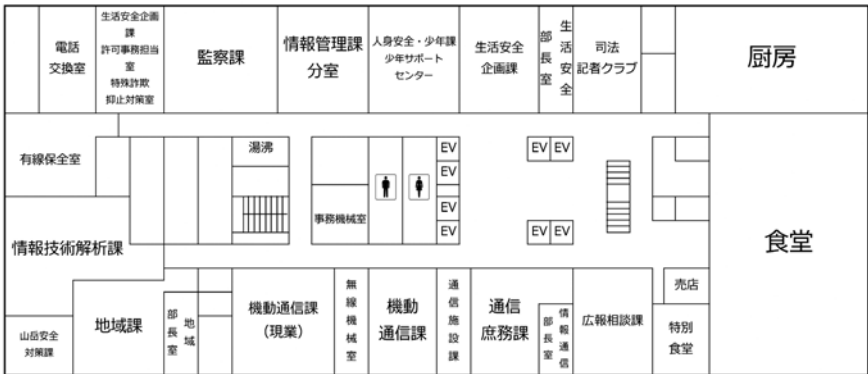 電話
交換室
生活安全企画
課
許可事務担当
室
特殊詐欺
抑止対策室
監察課
情報管理課
分室
人身安全・少年課
少年サポート
センター
生活安全
企画課
生活安全
部長室
司法
記者クラブ
厨房
有線保全室
湯沸
事務機械室
EV
EV
EV
EV
EV EV
EV EV
情報技術解析課
食堂
山岳安全
対策課
地域課
地域
部長室
機動通信課
(現業)
無線機械室
機動
通信課
通信施設課
通信
庶務課
情報通信
部長室
広報相談課
売店
特別
食堂